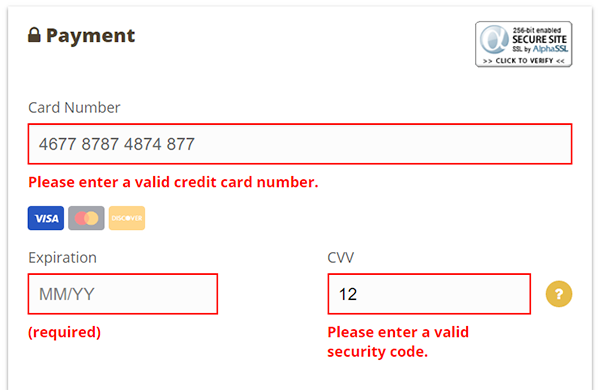 Payment
256-bit enabled
SECURE SITE
SSL by AlphaSSL
>> CLICK TO VERIFY <<
Card Number
4677 8787 4874 877
Please enter a valid credit card number.
VISA
DISCOVER
Expiration CVV
MM/YY 12 ?
(required) Please enter a valid
security code.